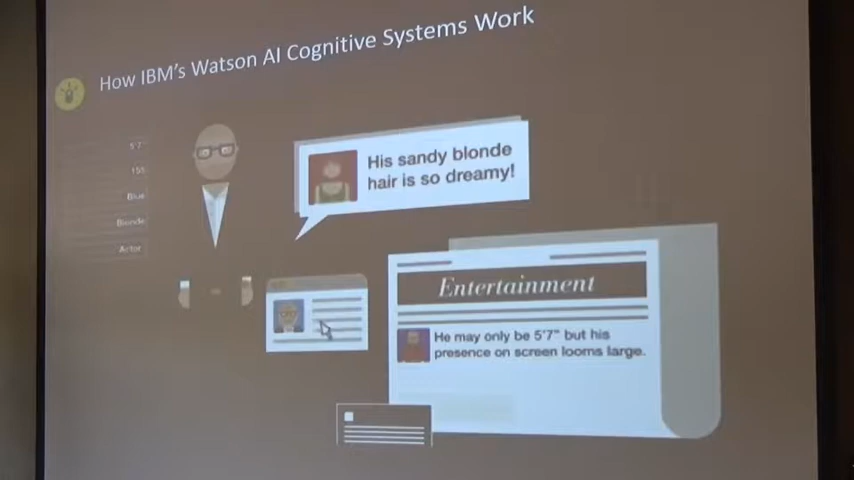 How IBM's Watson AI Cognitive Systems Work
5'7"
155
Blue
Blonde
Actor
His sandy blonde
hair is so dreamy!
Entertainment
He may only be 5'7" but his
presence on screen looms large.